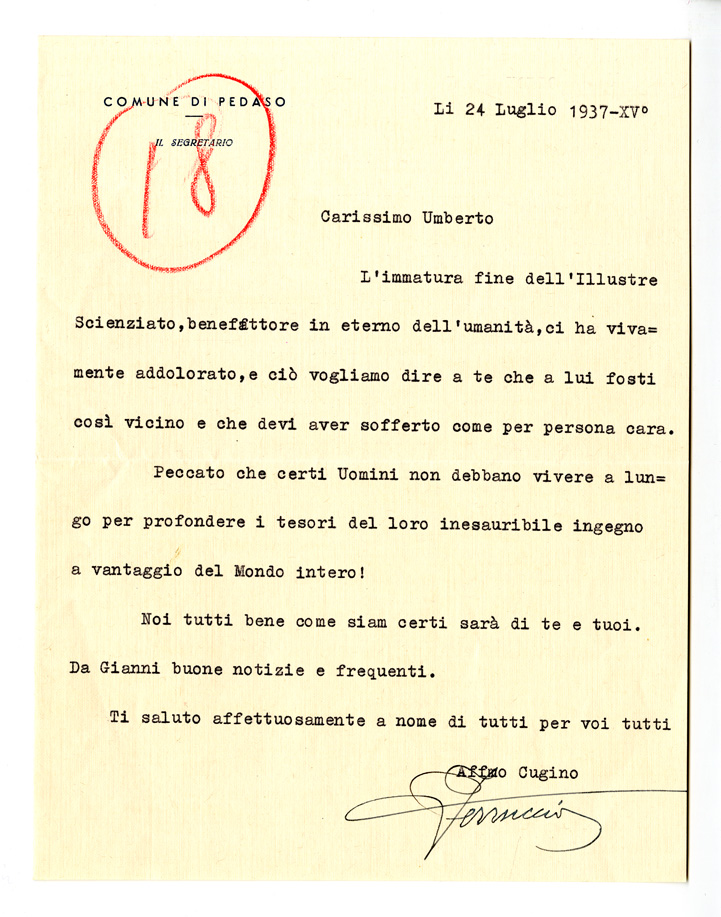 COMUNE DI PEDASO
IL SEGRETARIO
18
Li 24 Luglio 1937-XV°
Carissimo Umberto
L'immatura fine dell'Illustre
Scienziato,benefattore in eterno dell'umanità,ci ha viva=
mente addolorato,e ciò vogliamo dire a te che a lui fosti
così vicino e che devi aver sofferto come per persona cara.
Peccato che certi Uomini non debbano vivere a lun=
go per profondere i tesori del loro inesauribile ingegno
a vantaggio del Mondo intero!
Noi tutti bene come siam certi sarà di te e tuoi.
Da Gianni buone notizie e frequenti.
Ti saluto affettuosamente a nome di tutti per voi tutti
Affmo Cugino
Ferruccio